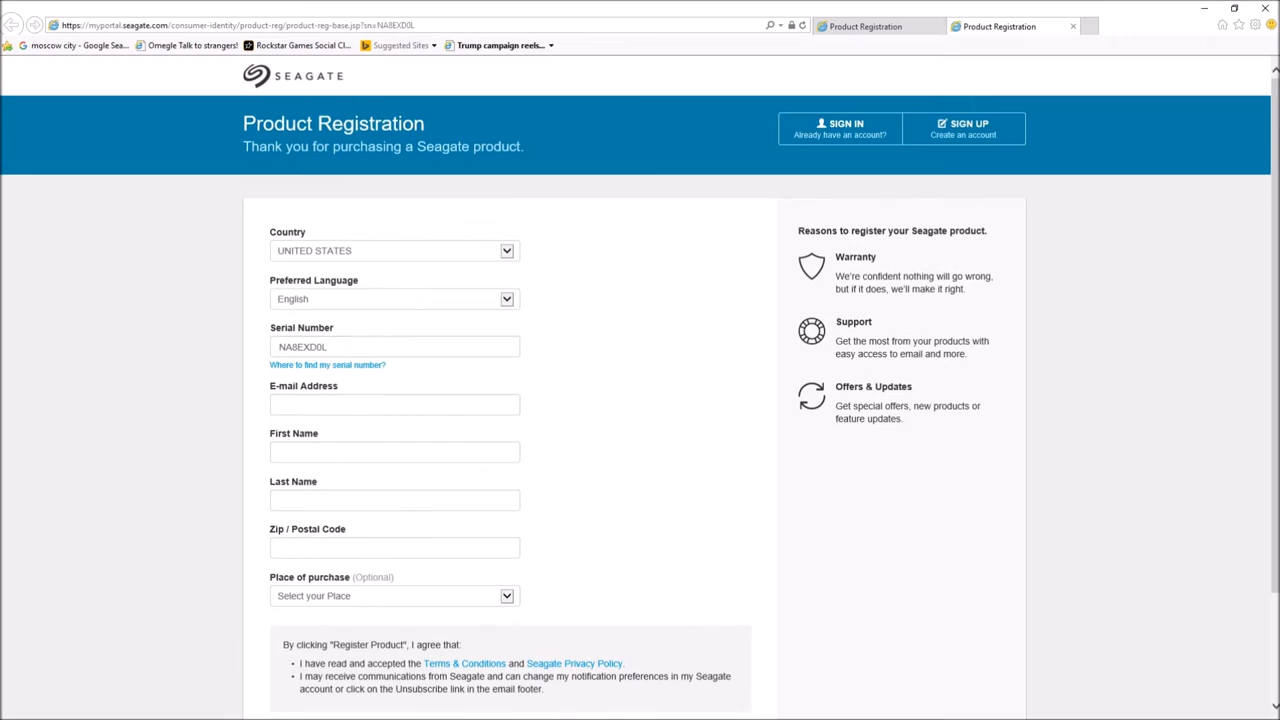 https://myportal.seagate.com/consumer-identity/product-reg/product-reg-base.jsp?sn=NA8EXD0L
Product Registration
Product Registration
moscow city - Google Sea...
Omegle Talk to strangers!
Rockstar Games Social Cl...
Suggested Sites
Trump campaign reels...
SEAGATE
Product Registration
Thank you for purchasing a Seagate product.
SIGN IN
Already have an account?
SIGN UP
Create an account
Country
UNITED STATES
Preferred Language
English
Serial Number
NA8EXD0L
Where to find my serial number?
E-mail Address
First Name
Last Name
Zip / Postal Code
Place of purchase (Optional)
Select your Place
By clicking "Register Product", I agree that:
• I have read and accepted the Terms & Conditions and Seagate Privacy Policy.
• I may receive communications from Seagate and can change my notification preferences in my Seagate
account or click on the Unsubscribe link in the email footer.
Reasons to register your Seagate product.
Warranty
We're confident nothing will go wrong,
but if it does, we'll make it right.
Support
Get the most from your products with
easy access to email and more.
Offers & Updates
Get special offers, new products or
feature updates.